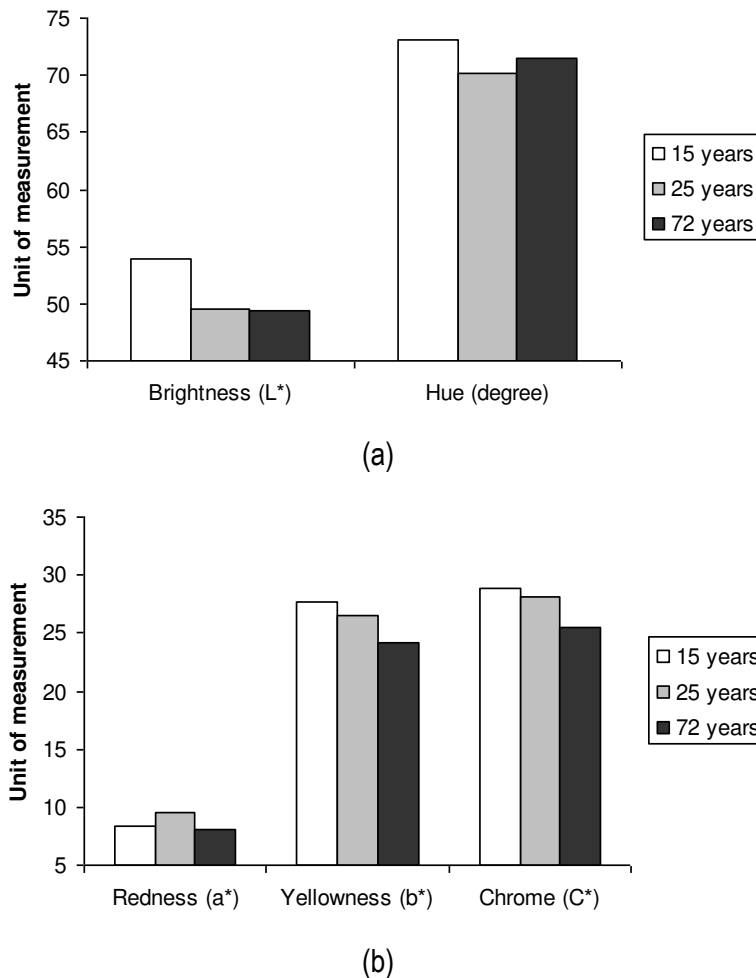 75
70
65
60
55
50
45
Unit of measurement
Brightness (L*)
Hue (degree)
15 years
25 years
72 years
(a)
35
30
25
20
15
10
5
Unit of measurement
Redness (a*)
Yellowness (b*)
Chrome (C*)
15 years
25 years
72 years
(b)